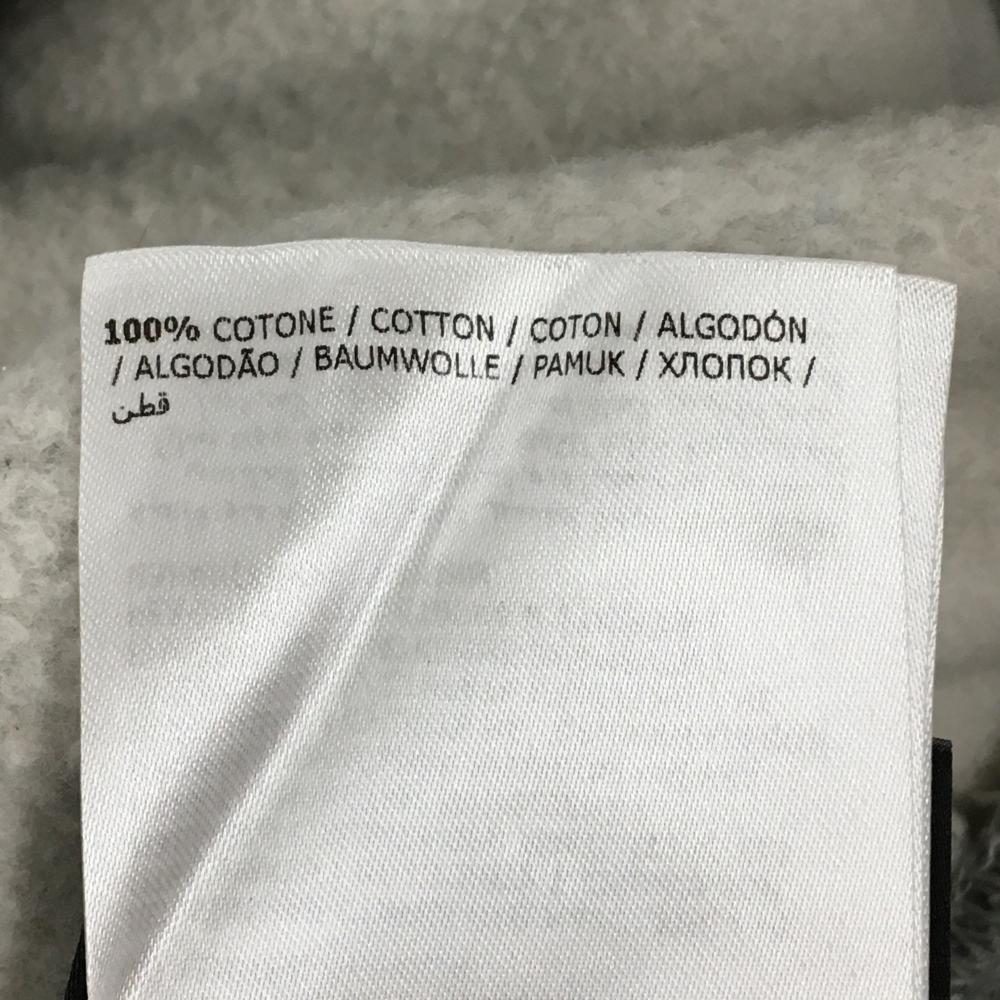 100% COTONE / COTTON / COTON / ALGODÓN
/ ALGODÃO / BAUMWOLLE / PAMUK / ХЛОПОК /
قطن